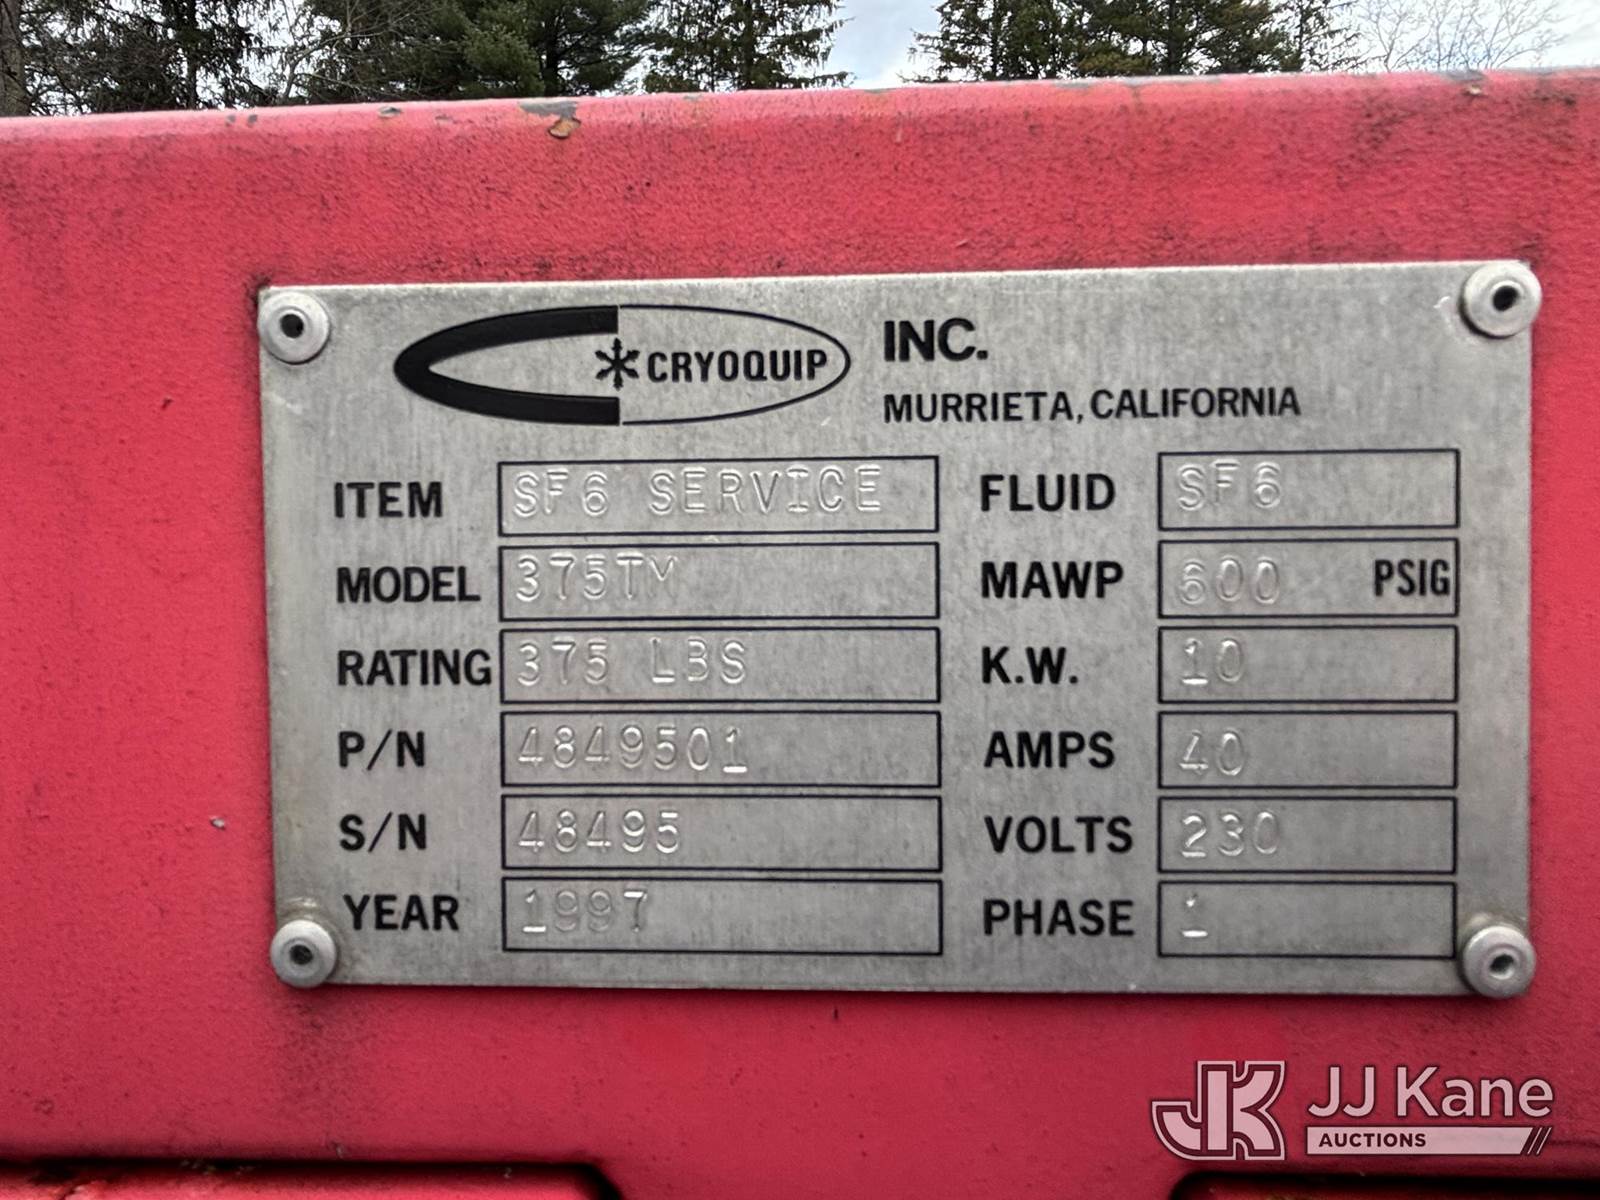 CRYOQUIP INC.
MURRIETA, CALIFORNIA
ITEM SF6 SERVICE
MODEL 375TM
RATING 375 LBS
P/N 4849501
S/N 48495
YEAR 1997
FLUID SF6
MAWP 600 PSIG
K.W. 10
AMPS 40
VOLTS 230
PHASE 1
JK JJ Kane
AUCTIONS